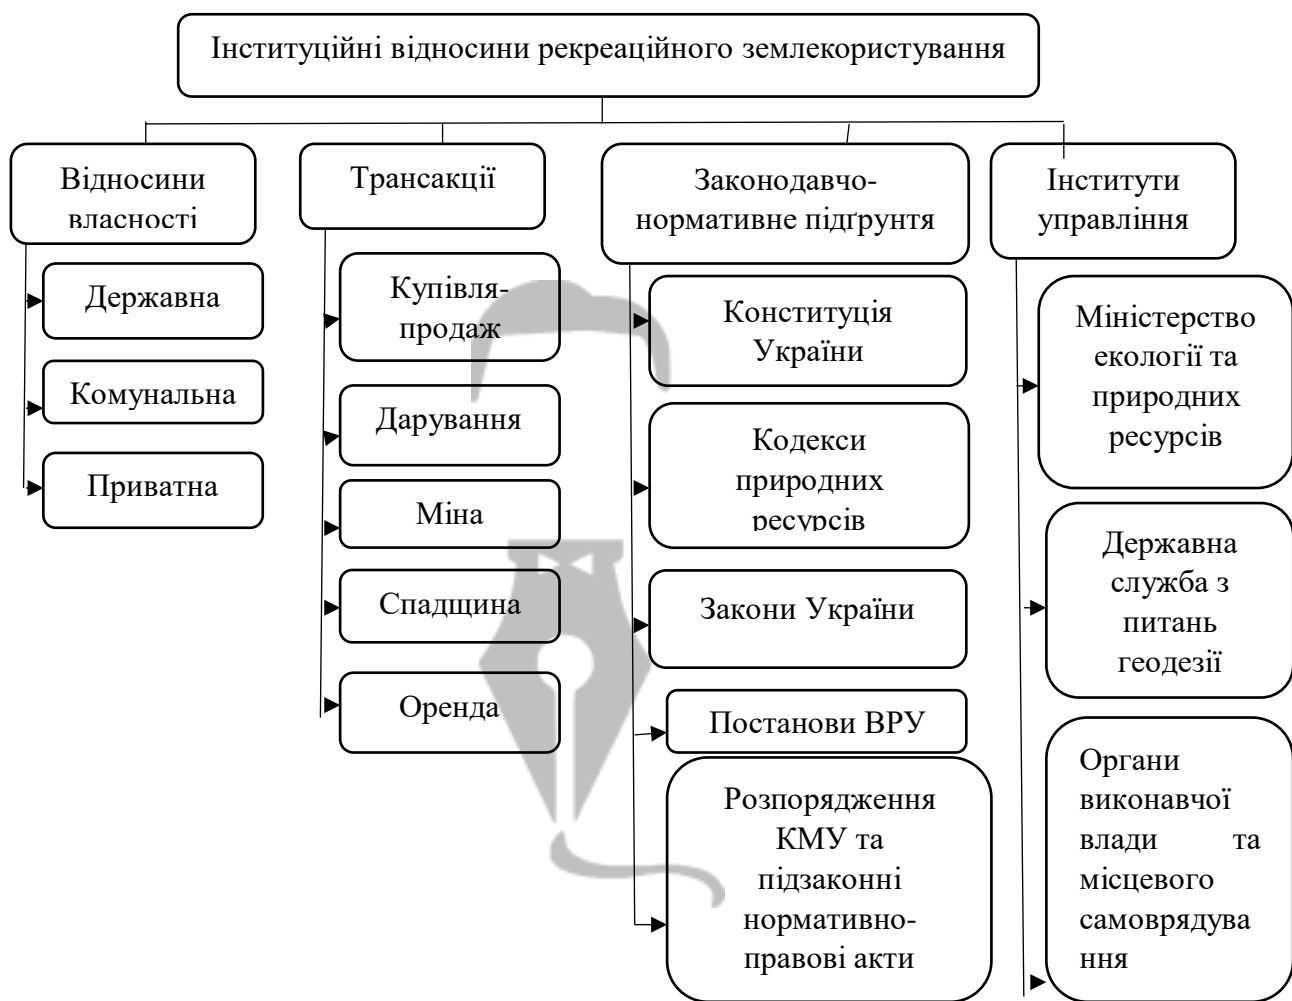 Інституційні відносини рекреаційного землекористування
Відносини
власності
Державна
Комунальна
Приватна
Трансакції
Купівля-
продаж
Дарування
Міна
Спадщина
Оренда
Законодавчо-
нормативне підґрунтя
Конституція
України
Кодекси
природних
ресурсів
Закони України
Постанови ВРУ
Розпорядження
КМУ та
підзаконні
нормативно-
правові акти
Інститути
управління
Міністерство
екології та
природних
ресурсів
Державна
служба з
питань
геодезії
Органи
виконавчої
влади та
місцевого
самоврядува
ння